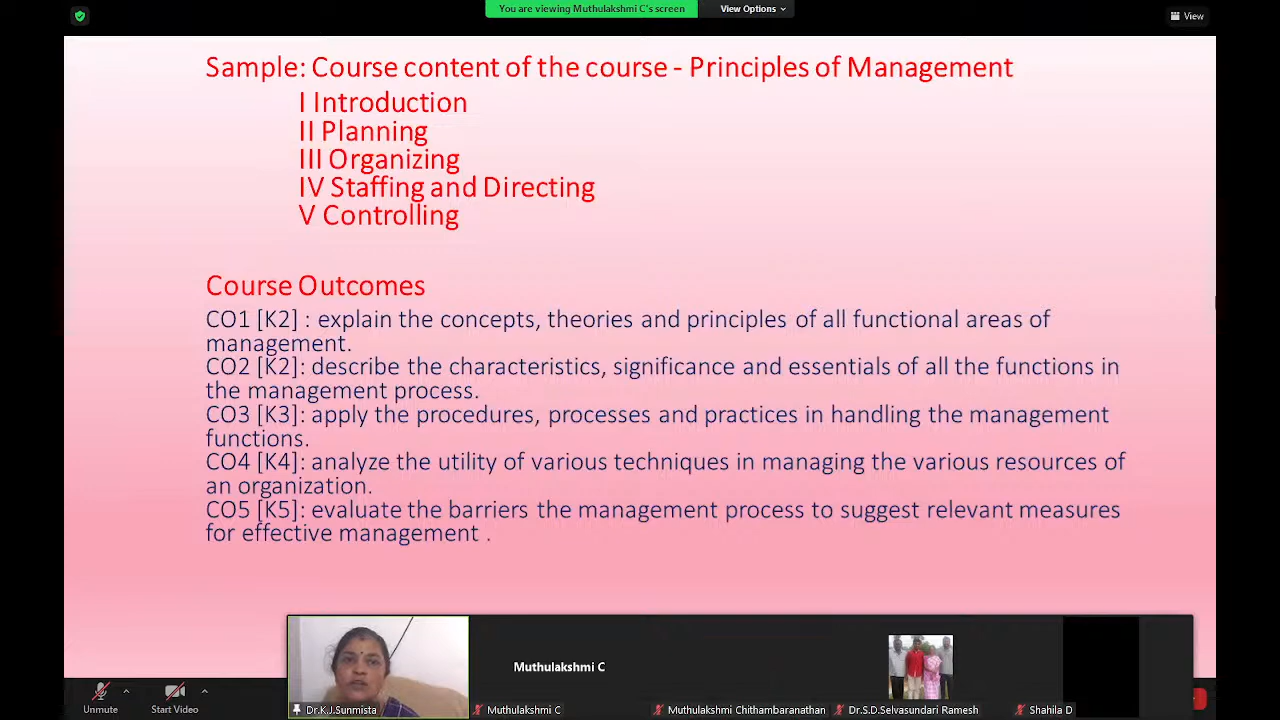 You are viewing Muthulakshmi C's screen
View Options
View
Sample: Course content of the course - Principles of Management
I Introduction
II Planning
III Organizing
IV Staffing and Directing
V Controlling
Course Outcomes
CO1 [K2] : explain the concepts, theories and principles of all functional areas of
management.
CO2 [K2]: describe the characteristics, significance and essentials of all the functions in
the management process.
CO3 [K3]: apply the procedures, processes and practices in handling the management
functions.
CO4 [K4]: analyze the utility of various techniques in managing the various resources of
an organization.
CO5 [K5]: evaluate the barriers the management process to suggest relevant measures
for effective management .
Muthulakshmi C
Unmute
Start Video
Dr.K.J.Sunmista
Muthulakshmi C
Muthulakshmi Chithambaranathan
Dr.S.D.Selvasundari Ramesh
Shahila D